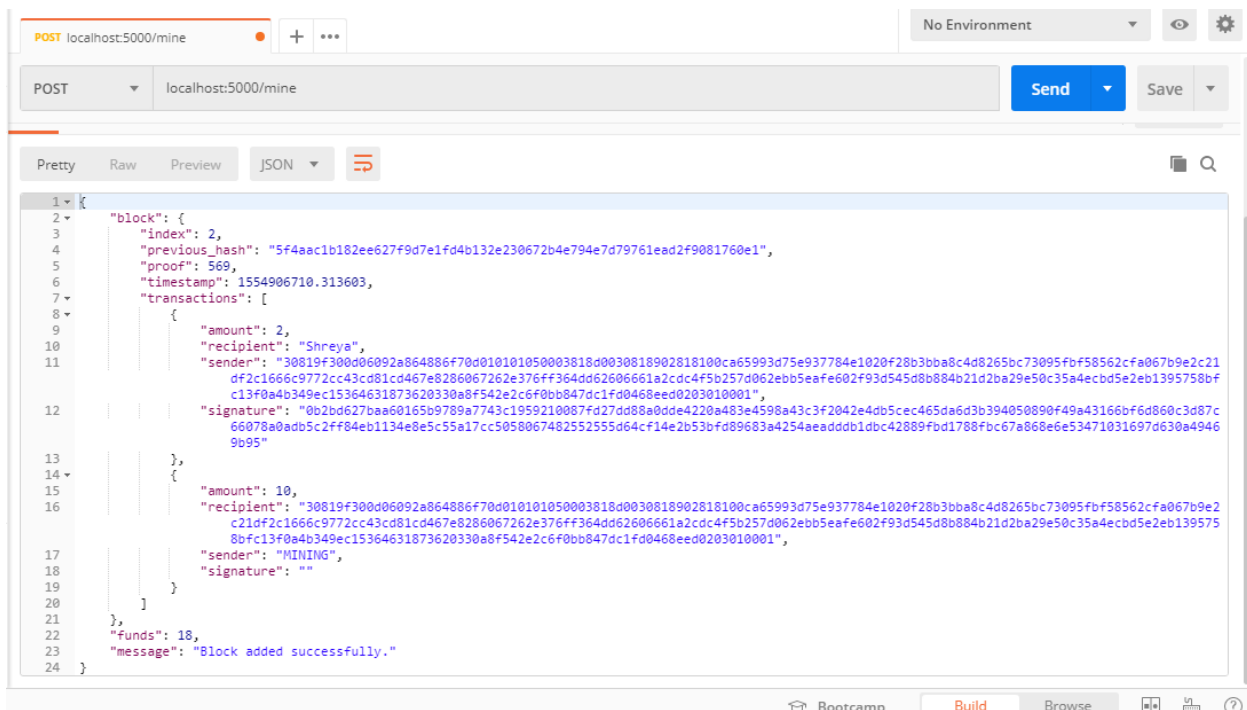 POST localhost:5000/mine
No Environment
POST localhost:5000/mine Send Save
Pretty Raw Preview JSON
1 {
2 "block": {
3 "index": 2,
4 "previous_hash": "5f4aac1b182ee627f9d7e1fd4b132e230672b4e794e7d79761ead2f9081760e1",
5 "proof": 569,
6 "timestamp": 1554906710.313603,
7 "transactions": [
8 {
9 "amount": 2,
10 "recipient": "Shreya",
11 "sender": "30819f300d06092a864886f70d010101050003818d0030818902818100ca65993d75e937784e1020f28b3bba8c4d8265bc73095fbf58562cfa067b9e2c21
df2c1666c9772cc43cd81cd467e8286067262e376ff364dd62606661a2cdc4f5b257d062ebb5eafe602f93d545d8b884b21d2ba29e50c35a4ecbd5e2eb1395758bf
c13f0a4b349ec15364631873620330a8f542e2c6f0bb847dc1fd0468eed0203010001",
12 "signature": "0b2bd627baa60165b9789a7743c1959210087fd27dd88a0dde4220a483e4598a43c3f2042e4db5cec465da6d3b394050890f49a43166bf6d860c3d87c
66078a0adb5c2ff84eb1134e8e5c55a17cc5058067482552555d64cf14e2b53bfd89683a4254aeadddb1dbc42889fbd1788fbc67a868e6e53471031697d630a4946
9b95"
13 },
14 {
15 "amount": 10,
16 "recipient": "30819f300d06092a864886f70d010101050003818d0030818902818100ca65993d75e937784e1020f28b3bba8c4d8265bc73095fbf58562cfa067b9e2
c21df2c1666c9772cc43cd81cd467e8286067262e376ff364dd62606661a2cdc4f5b257d062ebb5eafe602f93d545d8b884b21d2ba29e50c35a4ecbd5e2eb139575
8bfc13f0a4b349ec15364631873620330a8f542e2c6f0bb847dc1fd0468eed0203010001",
17 "sender": "MINING",
18 "signature": ""
19 }
20 ]
21 },
22 "funds": 18,
23 "message": "Block added successfully."
24 }
Bootcamp Build Browse